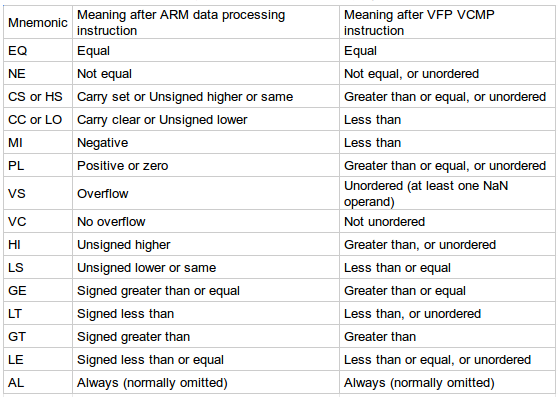 Mnemonic Meaning after ARM data processing instruction Meaning after VFP VCMP instruction
EQ Equal Equal
NE Not equal Not equal, or unordered
CS or HS Carry set or Unsigned higher or same Greater than or equal, or unordered
CC or LO Carry clear or Unsigned lower Less than
MI Negative Less than
PL Positive or zero Greater than or equal, or unordered
VS Overflow Unordered (at least one NaN operand)
VC No overflow Not unordered
HI Unsigned higher Greater than, or unordered
LS Unsigned lower or same Less than or equal
GE Signed greater than or equal Greater than or equal
LT Signed less than Less than, or unordered
GT Signed greater than Greater than
LE Signed less than or equal Less than or equal, or unordered
AL Always (normally omitted) Always (normally omitted)